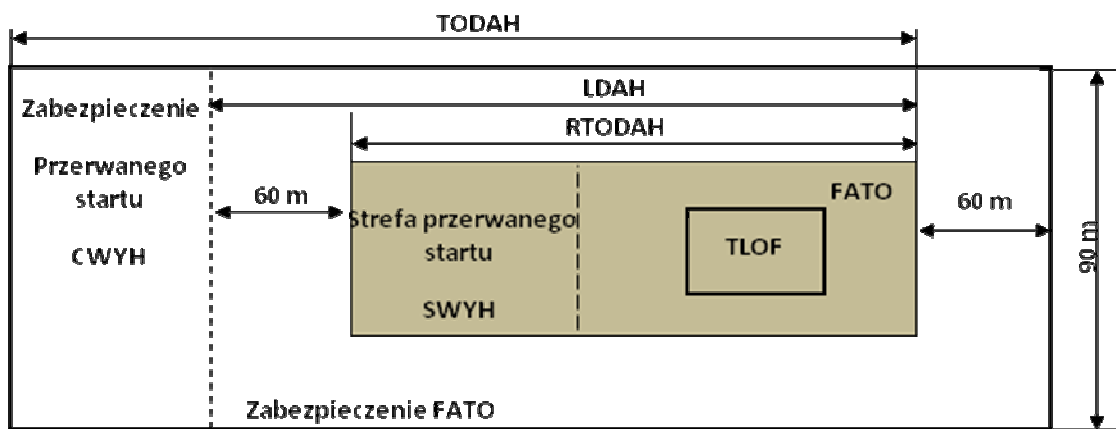 TODAH
LDAH
Zabezpieczenie
RTODAH
Przerwanego
startu
FATO
60 m
60 m
Strefa przerwanego
startu
TLOF
90 m
CWYH
SWYH
Zabezpieczenie FATO